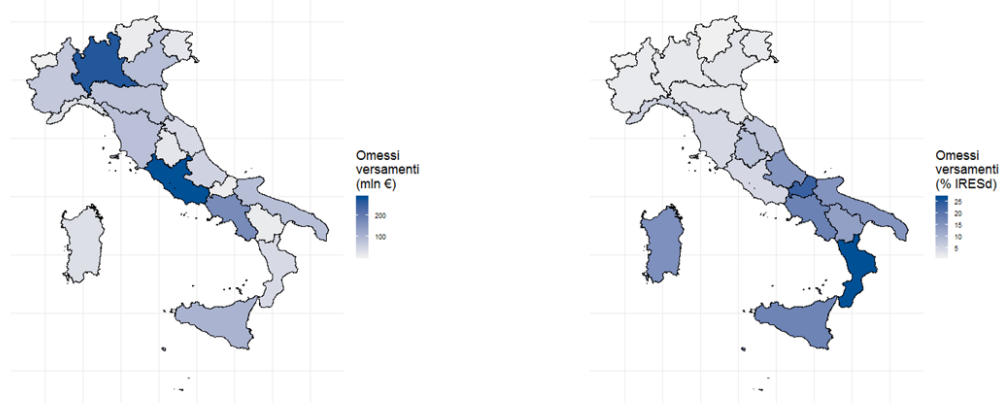 Omessi
versamenti
(mln €)
200
100
Omessi
versamenti
(% IRESd)
25
20
15
10
5